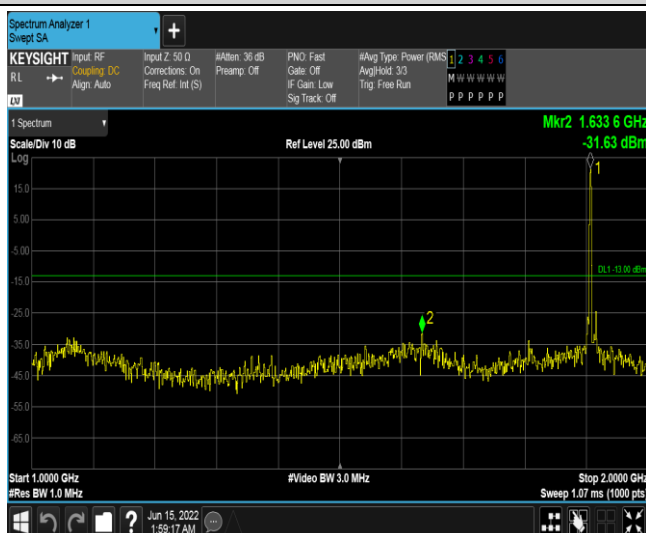 Spectrum Analyzer 1
Swept SA
+
KEYSIGHT
RL
LXI
Input: RF
Coupling: DC
Align: Auto
Input Z: 50 Ω
Corrections: On
Freq Ref: Int (S)
#Atten: 36 dB
Preamp: Off
PNO: Fast
Gate: Off
IF Gain: Low
Sig Track: Off
#Avg Type: Power (RMS
Avg|Hold: 3/3
Trig: Free Run
1 2 3 4 5 6
M W W W W W
P P P P P P
1 Spectrum
Mkr2 1.633 6 GHz
-31.63 dBm
Scale/Div 10 dB
Ref Level 25.00 dBm
Log
1
15.0
5.00
-5.00
DL1 -13.00 dBm
-15.0
-25.0
2
-35.0
-45.0
-55.0
-65.0
Start 1.0000 GHz
#Video BW 3.0 MHz
Stop 2.0000 GHz
#Res BW 1.0 MHz
Sweep 1.07 ms (1000 pts)
?
Jun 15, 2022
1:59:17 AM